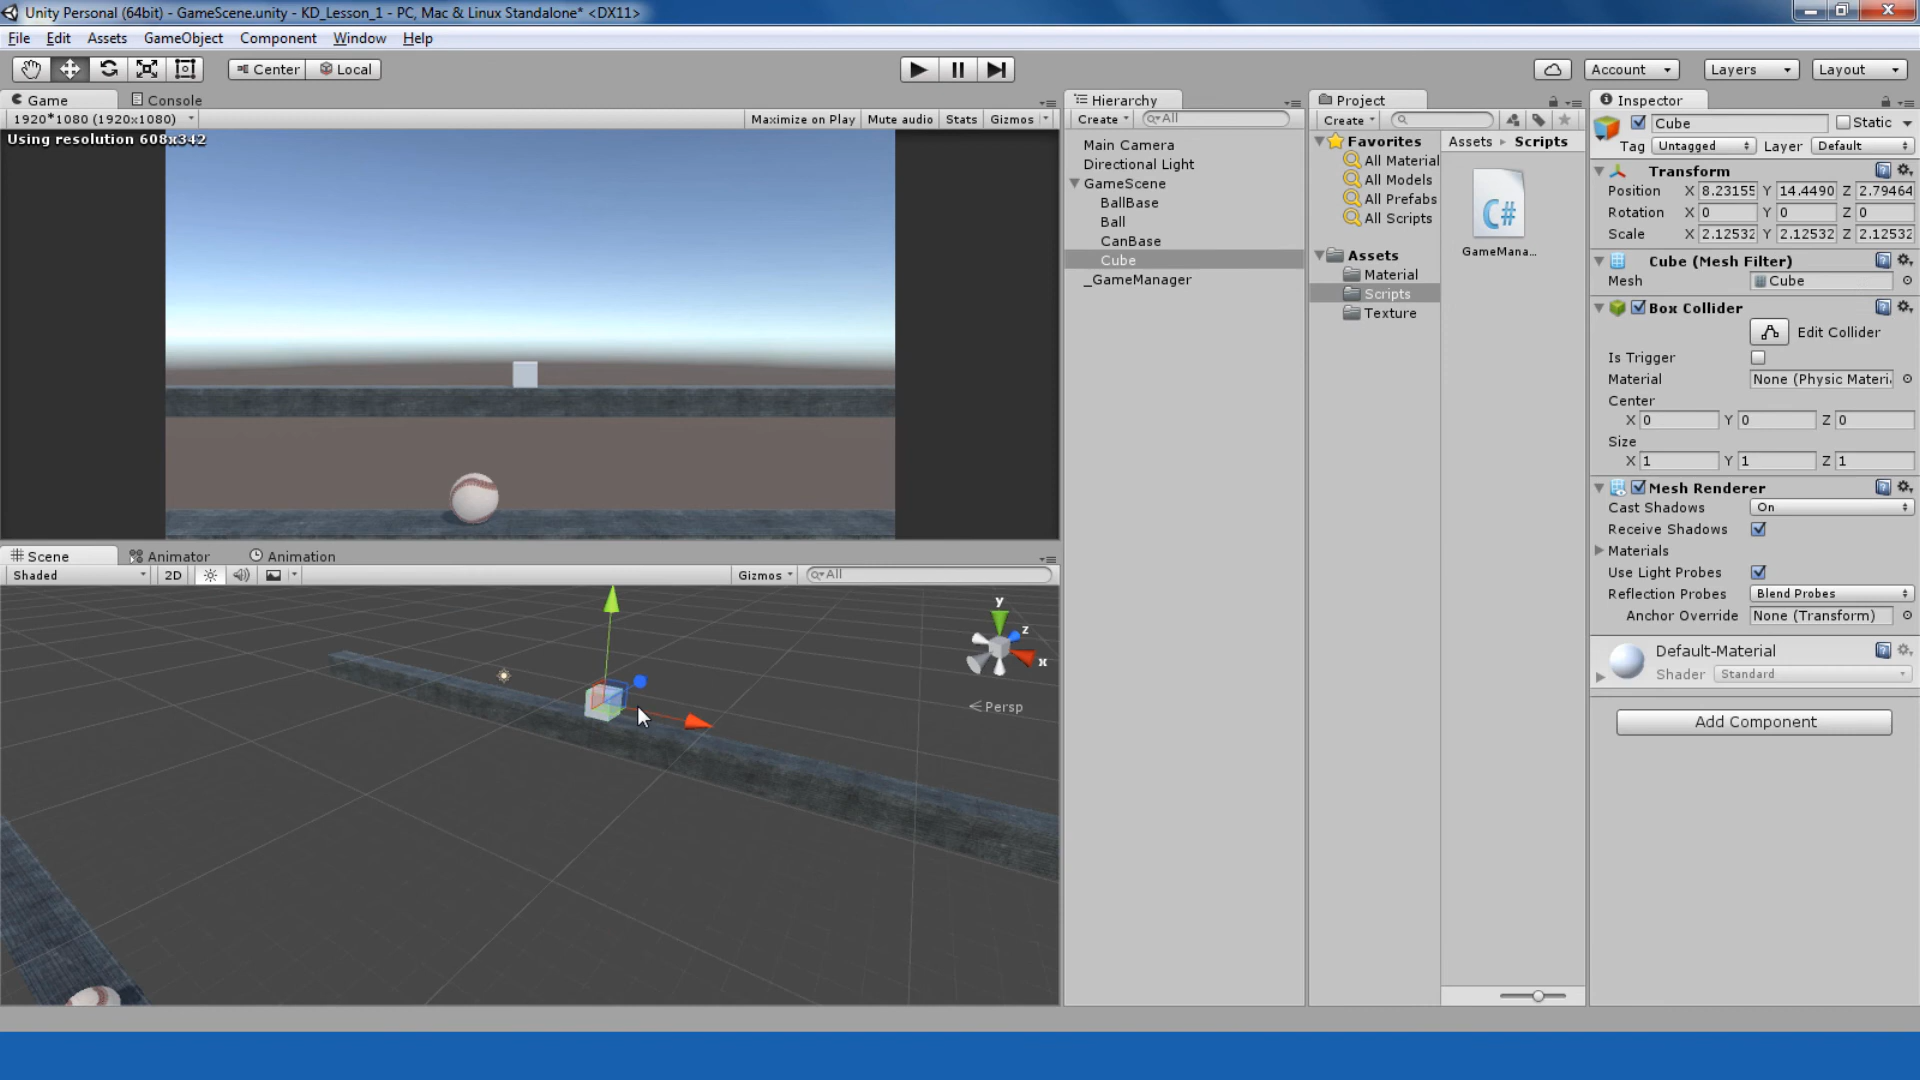 Unity Personal (64bit) - GameScene.unity - KD_Lesson_1 - PC, Mac & Linux Standalone* <DX11>
File Edit Assets GameObject Component Window Help
Center Local
Account Layers Layout
Game Console
1920*1080 (1920x1080) Maximize on Play Mute audio Stats Gizmos
Using resolution 608x342
Scene Animator Animation
Shaded 2D Gizmos All
y
z
x
Persp
Hierarchy
Create All
Main Camera
Directional Light
GameScene
BallBase
Ball
CanBase
Cube
_GameManager
Project
Create
Favorites
All Material
All Models
All Prefabs
All Scripts
Assets
Material
Scripts
Texture
Assets Scripts
C#
GameMana...
Inspector
Cube Static
Tag Untagged Layer Default
Transform
Position X 8.23155 Y 14.4490 Z 2.79464
Rotation X 0 Y 0 Z 0
Scale X 2.12532 Y 2.12532 Z 2.12532
Cube (Mesh Filter)
Mesh Cube
Box Collider
Edit Collider
Is Trigger
Material None (Physic Materi
Center
X 0 Y 0 Z 0
Size
X 1 Y 1 Z 1
Mesh Renderer
Cast Shadows On
Receive Shadows
Materials
Use Light Probes
Reflection Probes Blend Probes
Anchor Override None (Transform)
Default-Material
Shader Standard
Add Component